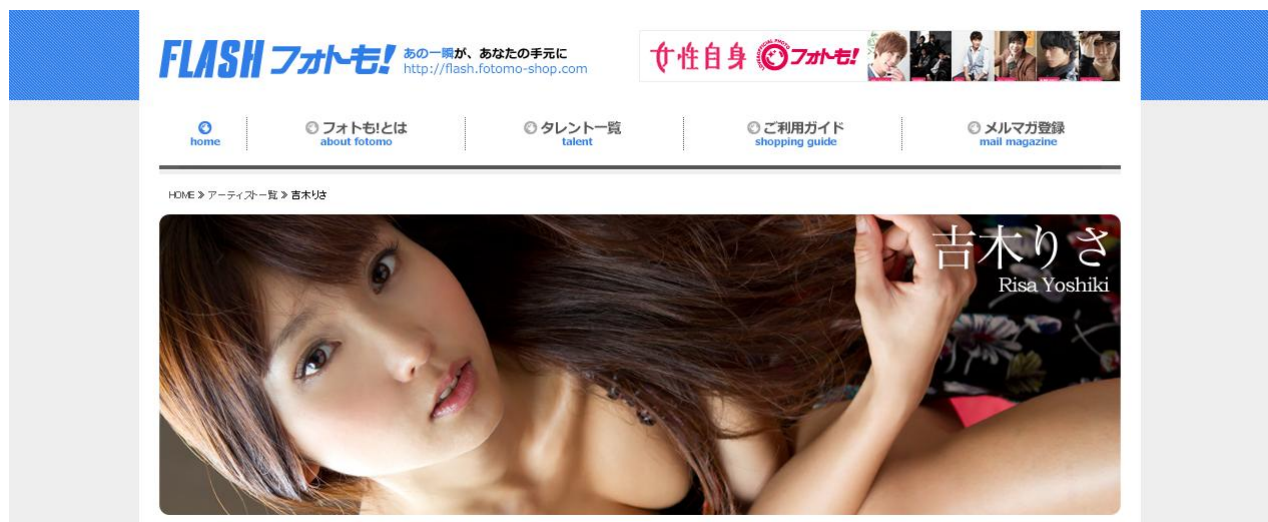 FLASH フォトも!
あの一瞬が、あなたの手元に
http://flash.fotomo-shop.com
女性自身 フォトも!
home
フォトも!とは
about fotomo
タレント一覧
talent
ご利用ガイド
shopping guide
メルマガ登録
mail magazine
HOME » アーティスト一覧 » 吉木りさ
吉木りさ
Risa Yoshiki